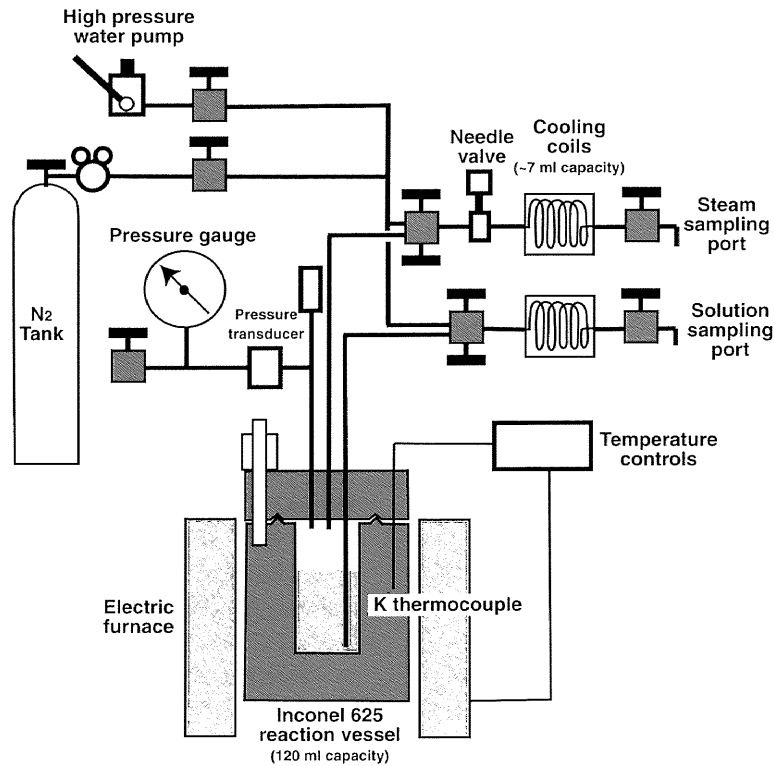 High pressure
water pump
Needle
valve
Cooling
coils
(~7 ml capacity)
Steam
sampling
port
Pressure gauge
N2
Tank
Pressure
transducer
Solution
sampling
port
Temperature
controls
Electric
furnace
K thermocouple
Inconel 625
reaction vessel
(120 ml capacity)